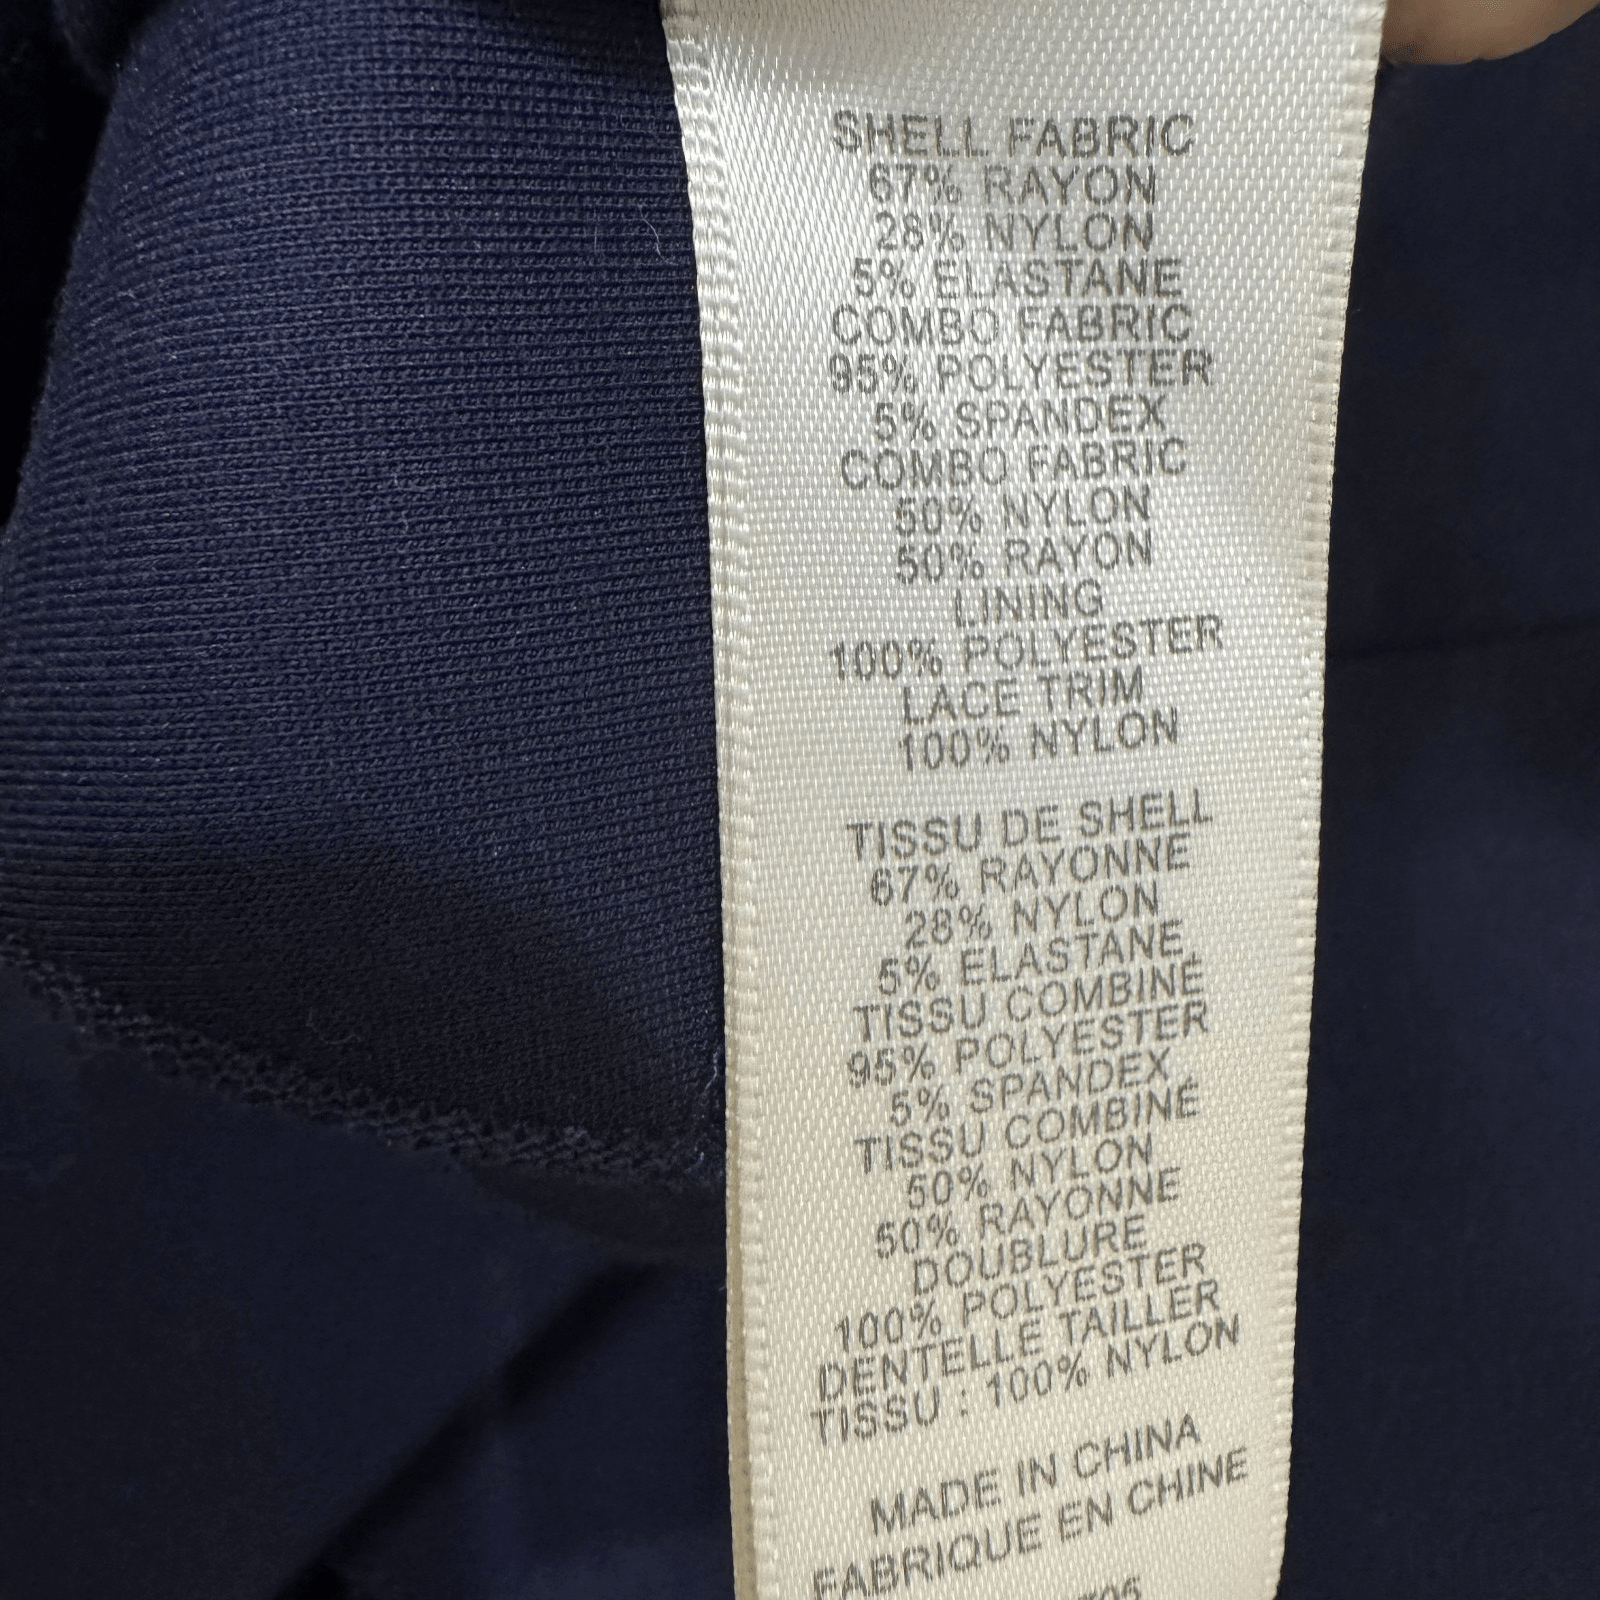 SHELL FABRIC
67% RAYON
28% NYLON
5% ELASTANE
COMBO FABRIC
95% POLYESTER
5% SPANDEX
COMBO FABRIC
50% NYLON
50% RAYON
LINING
100% POLYESTER
LACE TRIM
100% NYLON
TISSU DE SHELL
67% RAYONNE
28% NYLON
5% ELASTANE
TISSU COMBINÉ
95% POLYESTER
5% SPANDEX
TISSU COMBINÉ
50% NYLON
50% RAYONNE
DOUBLURE
100% POLYESTER
DENTELLE TAILLER
TISSU : 100% NYLON
MADE IN CHINA
FABRIQUE EN CHINE